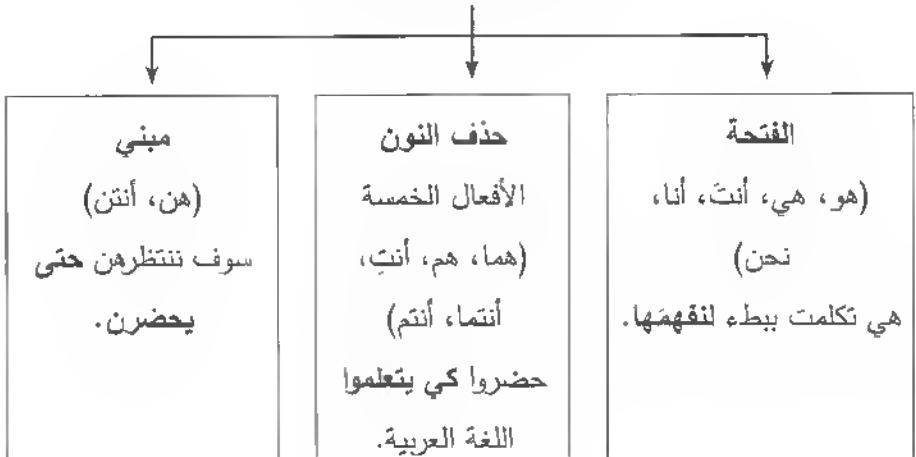 الفتحة
(هو، هي، أنتَ، أنا،
نحن)
هي تكلمت ببطء لنفهمَها.
حذف النون
الأفعال الخمسة
(هما، هم، أنتِ،
أنتما، أنتم)
حضروا كي يتعلموا
اللغة العربية.
مبني
(هن، أنتن)
سوف ننتظرهن حتى
يحضرن.